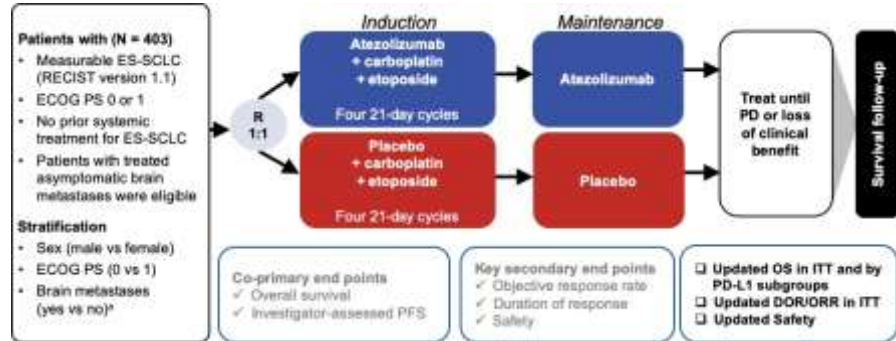 Patients with (N = 403)
• Measurable ES-SCLC
(RECIST version 1.1)
• ECOG PS 0 or 1
• No prior systemic
treatment for ES-SCLC
• Patients with treated
asymptomatic brain
metastases were eligible
Stratification
• Sex (male vs female)
• ECOG PS (0 vs 1)
• Brain metastases
(yes vs no)ª
R
1:1
Induction
Atezolizumab
+ carboplatin
+ etoposide
Four 21-day cycles
Placebo
+ carboplatin
+ etoposide
Four 21-day cycles
Maintenance
Atezolizumab
Placebo
Treat until
PD or loss
of clinical
benefit
Survival follow-up
Co-primary end points
✓ Overall survival
✓ Investigator-assessed PFS
Key secondary end points
✓ Objective response rate
✓ Duration of response
✓ Safety
❑ Updated OS in ITT and by
PD-L1 subgroups
❑ Updated DOR/ORR in ITT
❑ Updated Safety